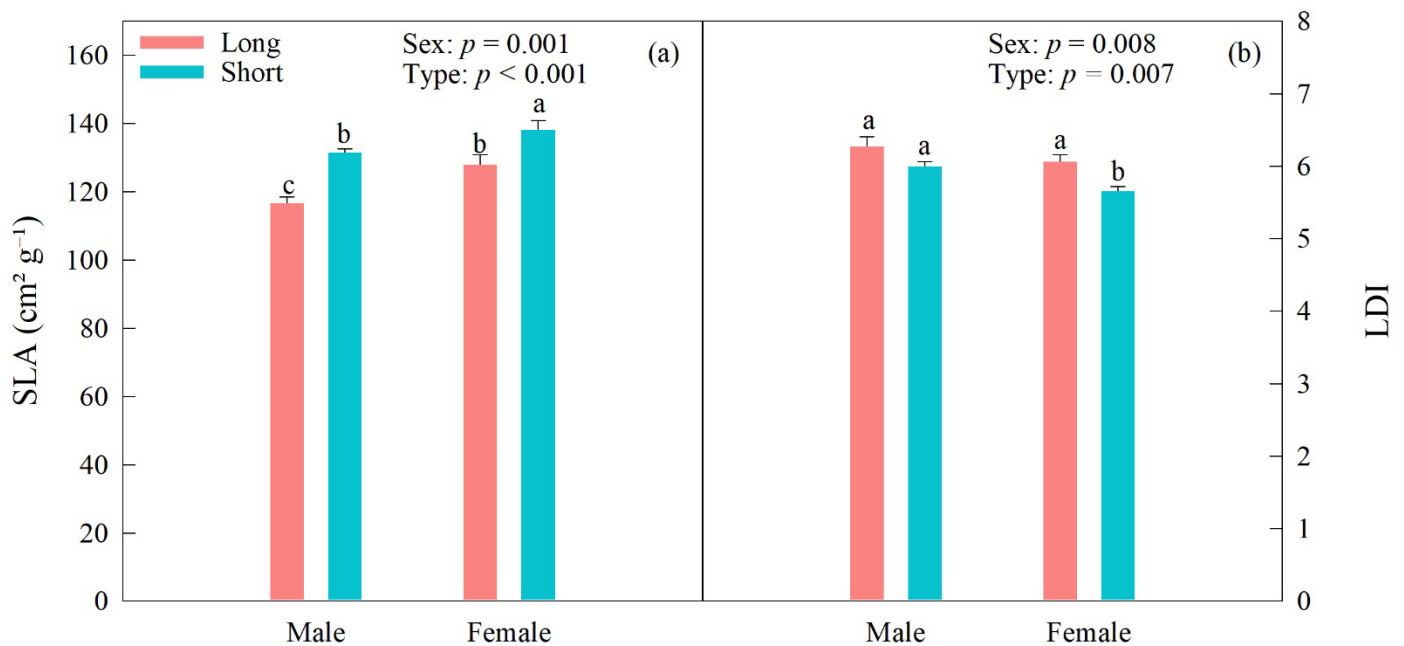 Long
Short
Sex: p = 0.001
Type: p < 0.001
(a)
Sex: p = 0.008
Type: p = 0.007
(b)
SLA (cm² g⁻¹)
160
140
120
100
80
60
40
20
0
c
b
b
a
a
a
a
b
8
7
6
5
4
3
2
1
0
LDI
Male
Female
Male
Female